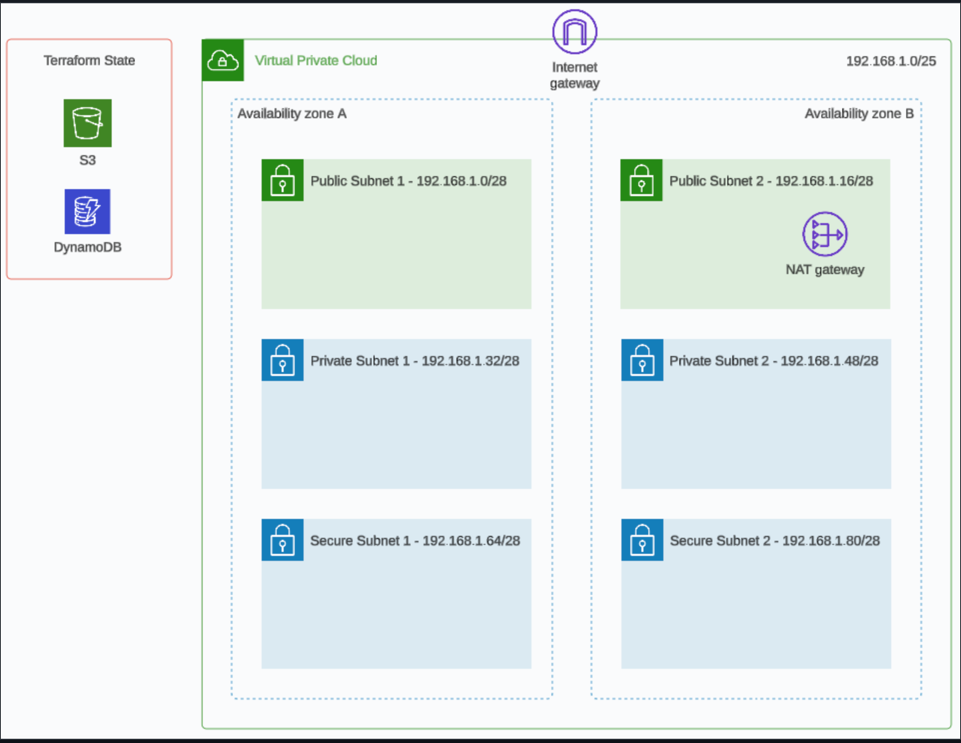 Terraform State
S3
DynamoDB
Virtual Private Cloud
Internet
gateway
192.168.1.0/25
Availability zone A
Public Subnet 1 - 192.168.1.0/28
Private Subnet 1 - 192.168.1.32/28
Secure Subnet 1 - 192.168.1.64/28
Availability zone B
Public Subnet 2 - 192.168.1.16/28
NAT gateway
Private Subnet 2 - 192.168.1.48/28
Secure Subnet 2 - 192.168.1.80/28